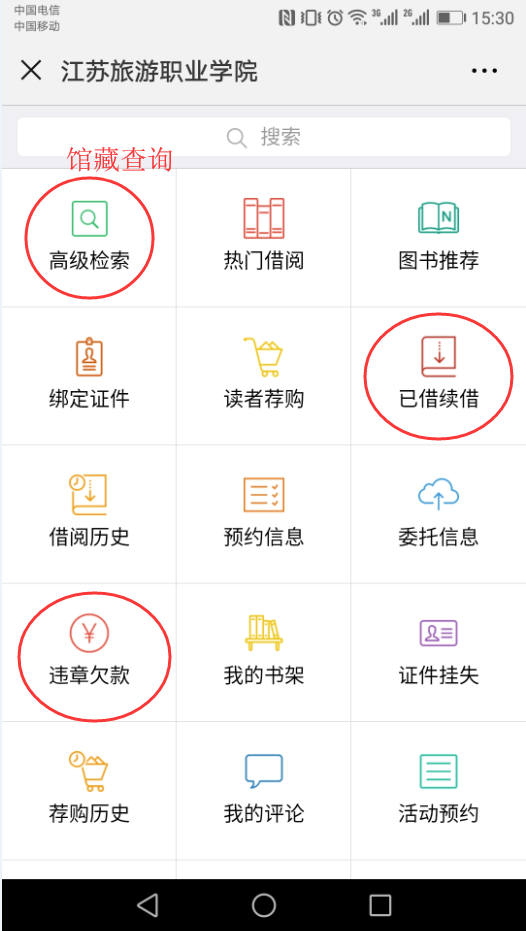 中国电信
中国移动
3G 2G 15:30
江苏旅游职业学院
搜索
馆藏查询
高级检索 热门借阅 图书推荐
绑定证件 读者荐购 已借续借
借阅历史 预约信息 委托信息
违章欠款 我的书架 证件挂失
荐购历史 我的评论 活动预约